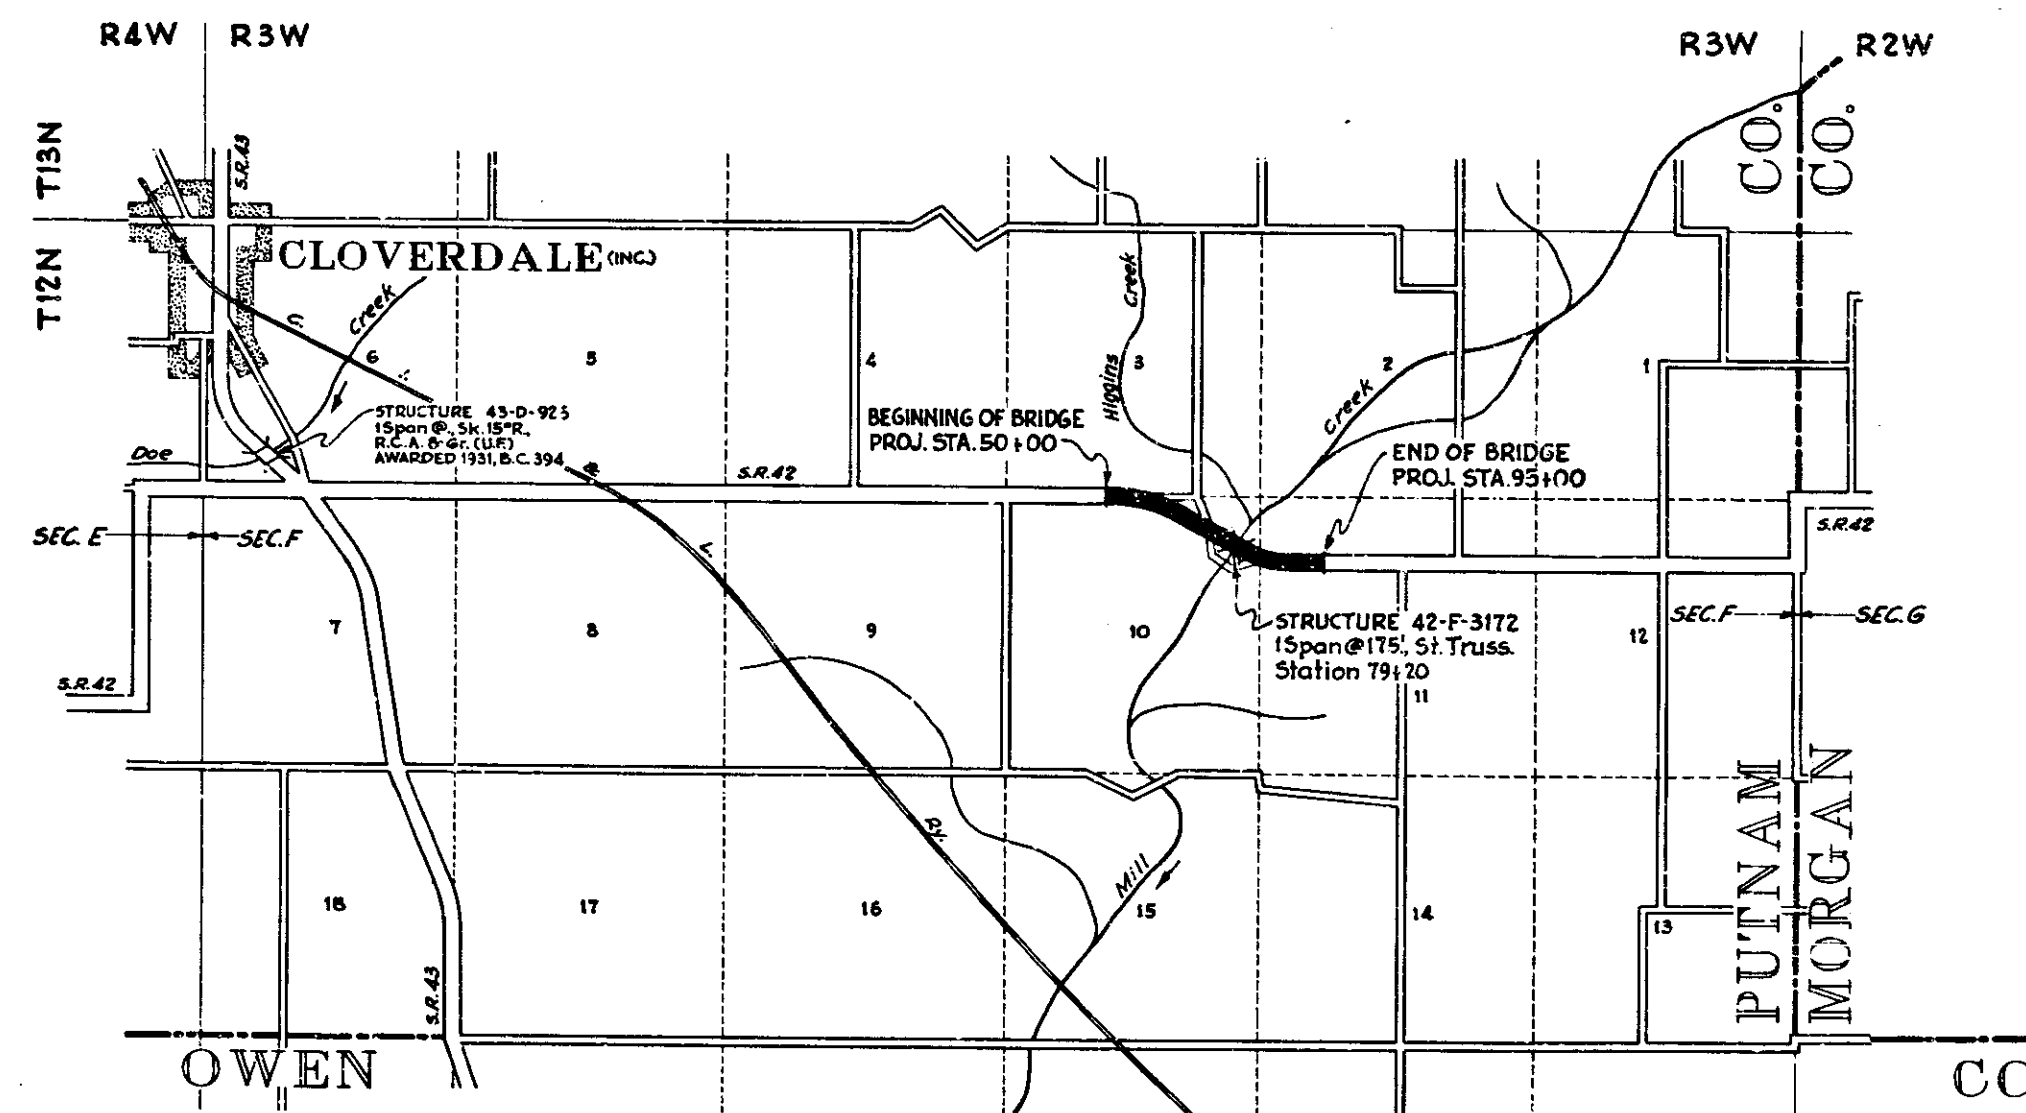 R4W
R3W
R3W
R2W
T13N
T12N
S.R.43
CO.
CO.
CLOVERDALE (INC.)
Creek
C.
6
5
4
Higgins Creek
3
2
Creek
1
STRUCTURE 43-D-925
1Span @., Sk.15°R.,
R.C.A. & Gr. (U.F.)
AWARDED 1931, B.C. 394
Doe
BEGINNING OF BRIDGE
PROJ. STA. 50+00
END OF BRIDGE
PROJ. STA. 95+00
S.R.42
&
L.
SEC. E
SEC. F
S.R.42
7
8
9
10
STRUCTURE 42-F-3172
1Span@175', St. Truss.
Station 79+20
11
12
SEC. F
SEC. G
S.R.42
Ry.
Mill
18
17
16
15
14
13
PUTNAM
MORGAN
S.R.43
OWEN
CO